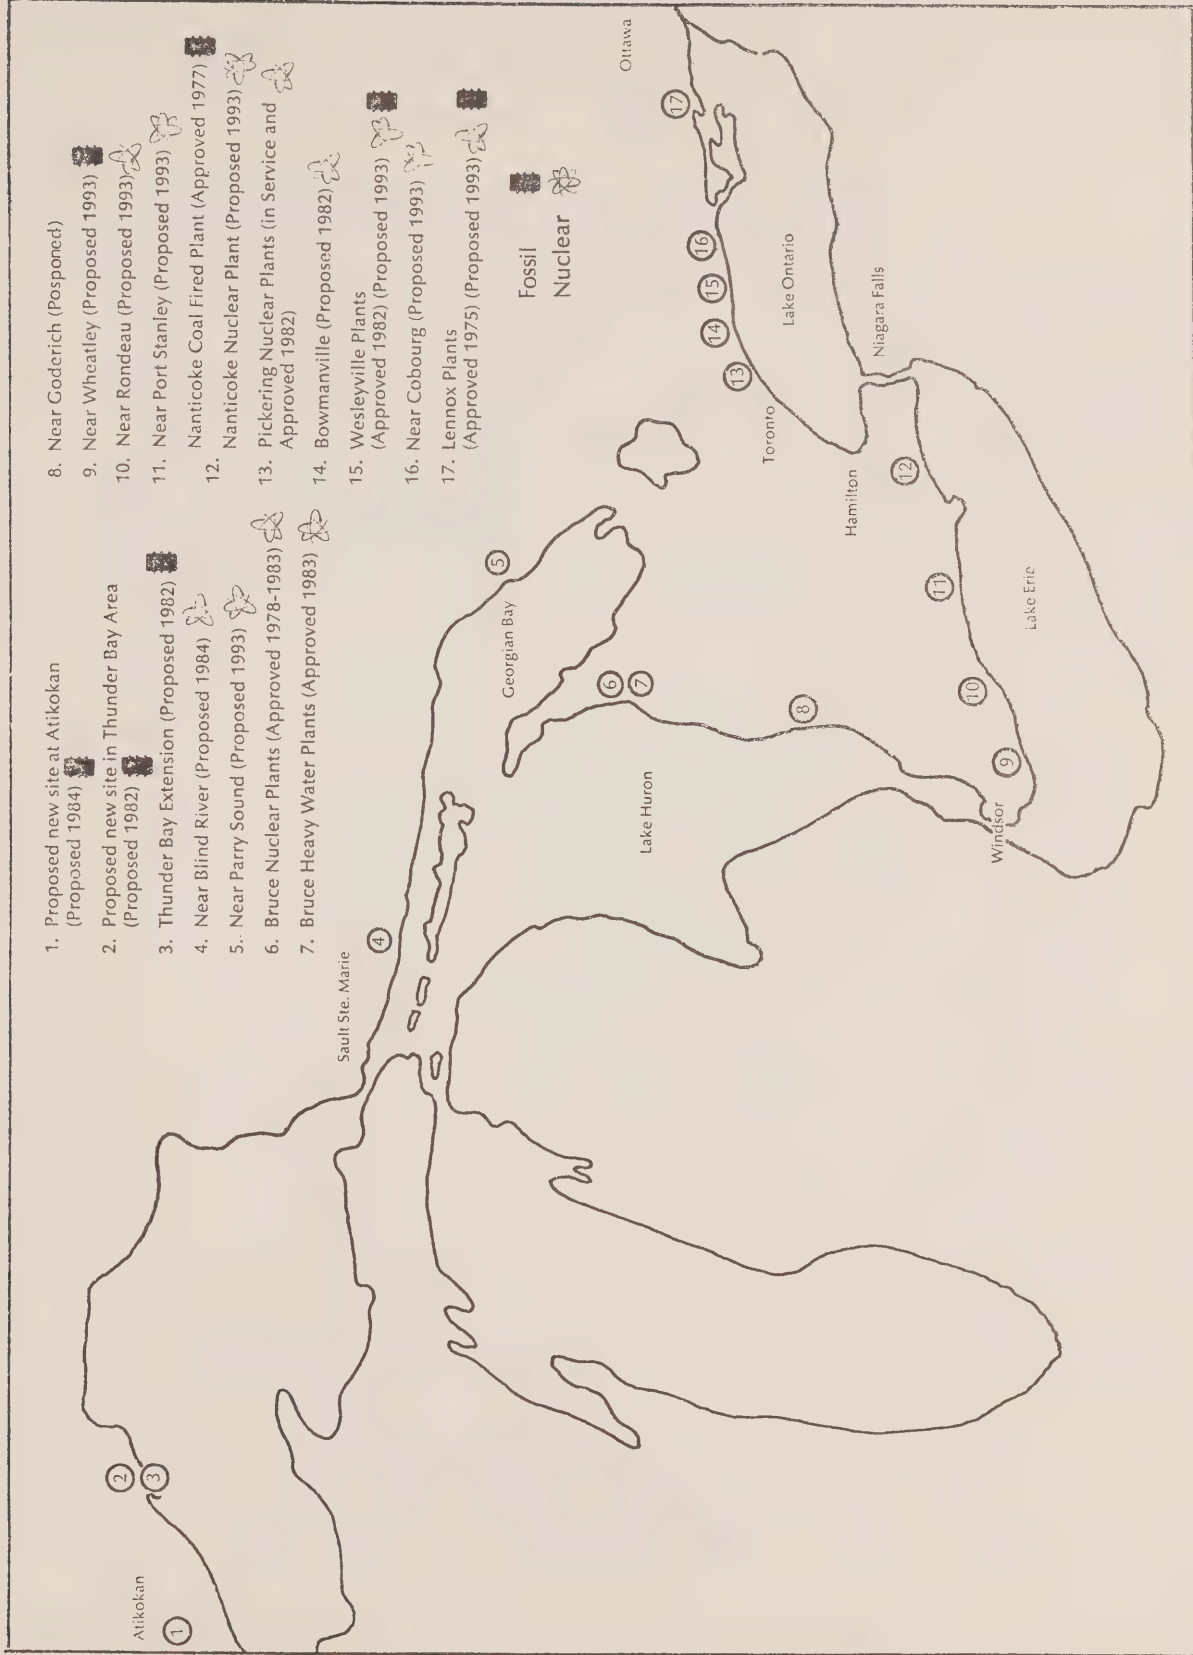 1. Proposed new site at Atikokan
(Proposed 1984)
2. Proposed new site in Thunder Bay Area
(Proposed 1982)
3. Thunder Bay Extension (Proposed 1982)
4. Near Blind River (Proposed 1984)
5. Near Parry Sound (Proposed 1993)
6. Bruce Nuclear Plants (Approved 1978-1983)
7. Bruce Heavy Water Plants (Approved 1983)
8. Near Goderich (Posponed)
9. Near Wheatley (Proposed 1993)
10. Near Rondeau (Proposed 1993)
11. Near Port Stanley (Proposed 1993)
Nanticoke Coal Fired Plant (Approved 1977)
12.
Nanticoke Nuclear Plant (Proposed 1993)
13. Pickering Nuclear Plants (in Service and
Approved 1982)
14. Bowmanville (Proposed 1982)
15. Wesleyville Plants
(Approved 1982) (Proposed 1993)
16. Near Cobourg (Proposed 1993)
17. Lennox Plants
(Approved 1975) (Proposed 1993)
Fossil
Nuclear
Atikokan
1
2
3
Sault Ste. Marie
4
5
Georgian Bay
6
7
Lake Huron
8
Windsor
9
10
11
Lake Erie
12
Hamilton
Niagara Falls
Toronto
13
14
15
16
Lake Ontario
17
Ottawa